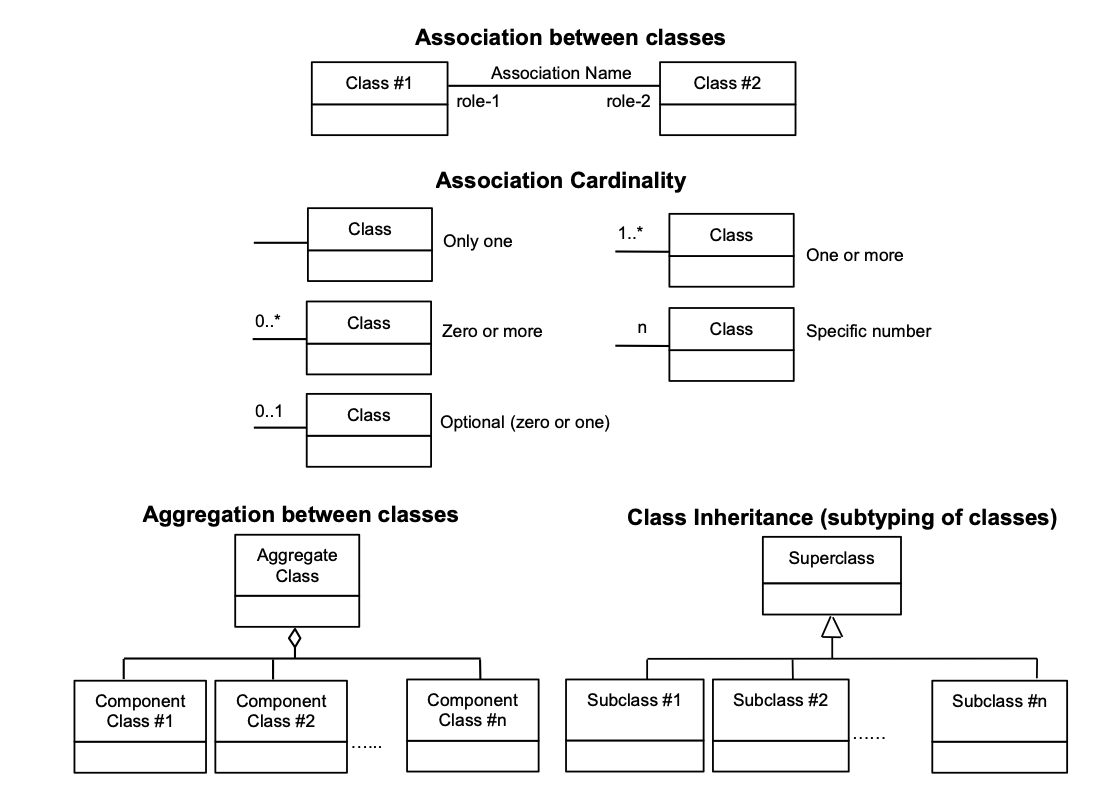 Association between classes
Class #1
Association Name
Class #2
role-1
role-2
Association Cardinality
Class
Only one
1..*
Class
One or more
0..*
Class
Zero or more
n
Class
Specific number
0..1
Class
Optional (zero or one)
Aggregation between classes
Aggregate
Class
Component
Class #1
Component
Class #2
......
Component
Class #n
Class Inheritance (subtyping of classes)
Superclass
Subclass #1
Subclass #2
......
Subclass #n